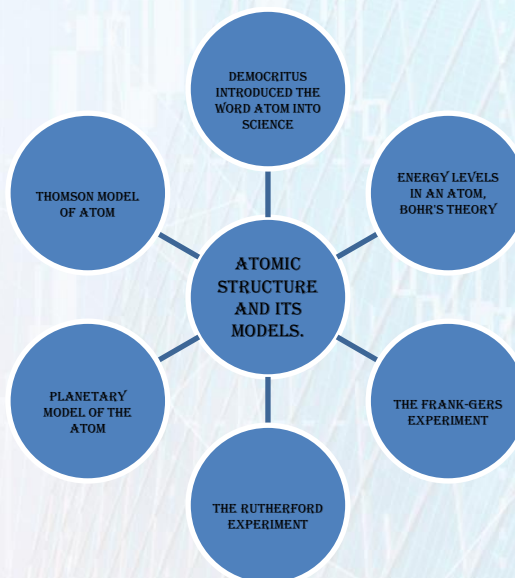 DEMOCRITUS
INTRODUCED THE
WORD ATOM INTO
SCIENCE
ENERGY LEVELS
IN AN ATOM,
BOHR'S THEORY
THE FRANK-GERS
EXPERIMENT
THE RUTHERFORD
EXPERIMENT
PLANETARY
MODEL OF THE
ATOM
THOMSON MODEL
OF ATOM
ATOMIC
STRUCTURE
AND ITS
MODELS.